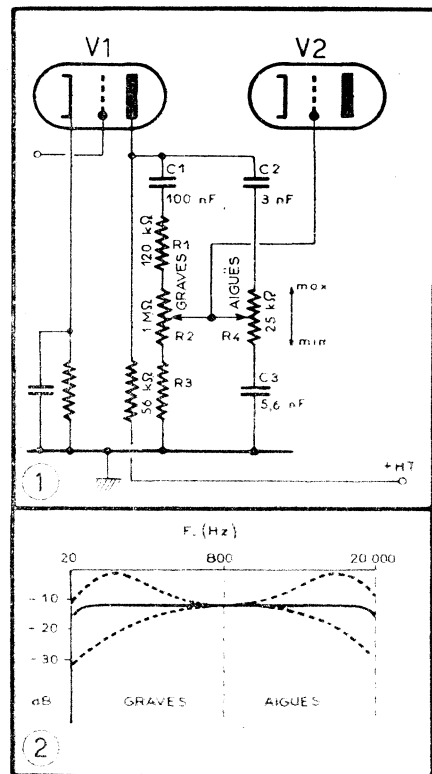 V1 V2
C1 C2
100 nF 3 nF
120 kΩ R1
GRAVES AIGUËS max
1 MΩ 25 kΩ
R2 R4 min
56 kΩ R3 C3
5,6 nF
+HT
1
F. (Hz)
20 800 20 000
-10
-20
-30
dB GRAVES AIGUES
2